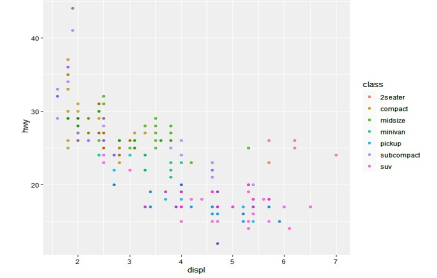 40
30
20
hwy
2
3
4
5
6
7
displ
class
2seater
compact
midsize
minivan
pickup
subcompact
suv